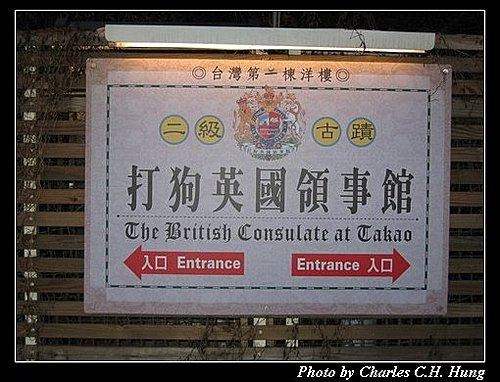 ◎台灣第二棟洋樓◎
二級 古蹟
打狗英國領事館
The British Consulate at Takao
入口 Entrance Entrance 入口
Photo by Charles C.H. Hung